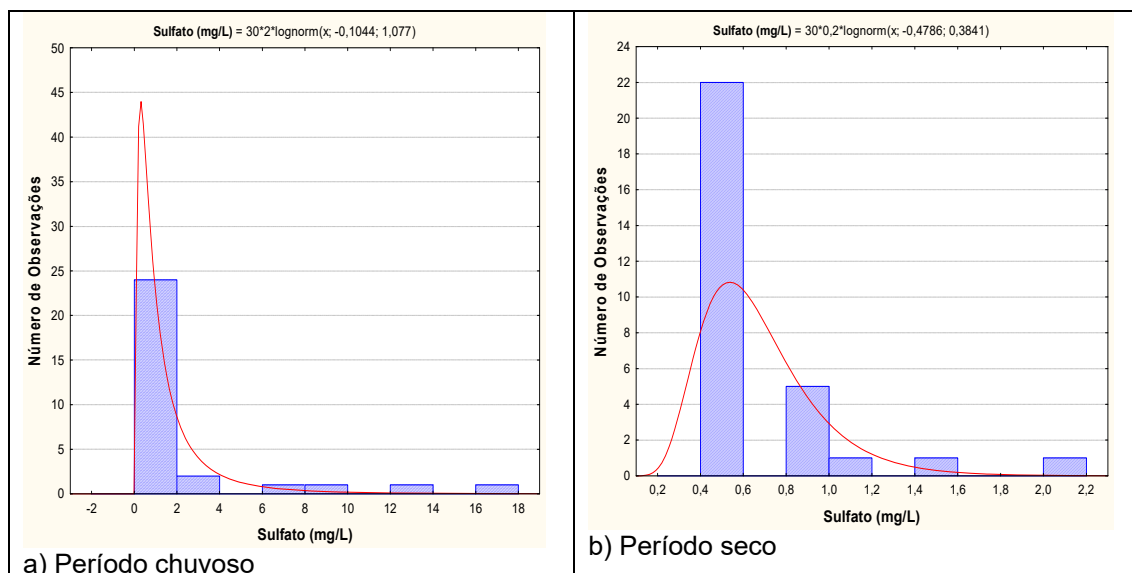 Sulfato (mg/L) = 30*2*lognorm(x; -0,1044; 1,077)
50
45
40
35
30
25
20
15
10
5
0
Número de Observações
-2 0 2 4 6 8 10 12 14 16 18
Sulfato (mg/L)
a) Período chuvoso
Sulfato (mg/L) = 30*0,2*lognorm(x; -0,4786; 0,3841)
24
22
20
18
16
14
12
10
8
6
4
2
0
Número de Observações
0,2 0,4 0,6 0,8 1,0 1,2 1,4 1,6 1,8 2,0 2,2
Sulfato (mg/L)
b) Período seco